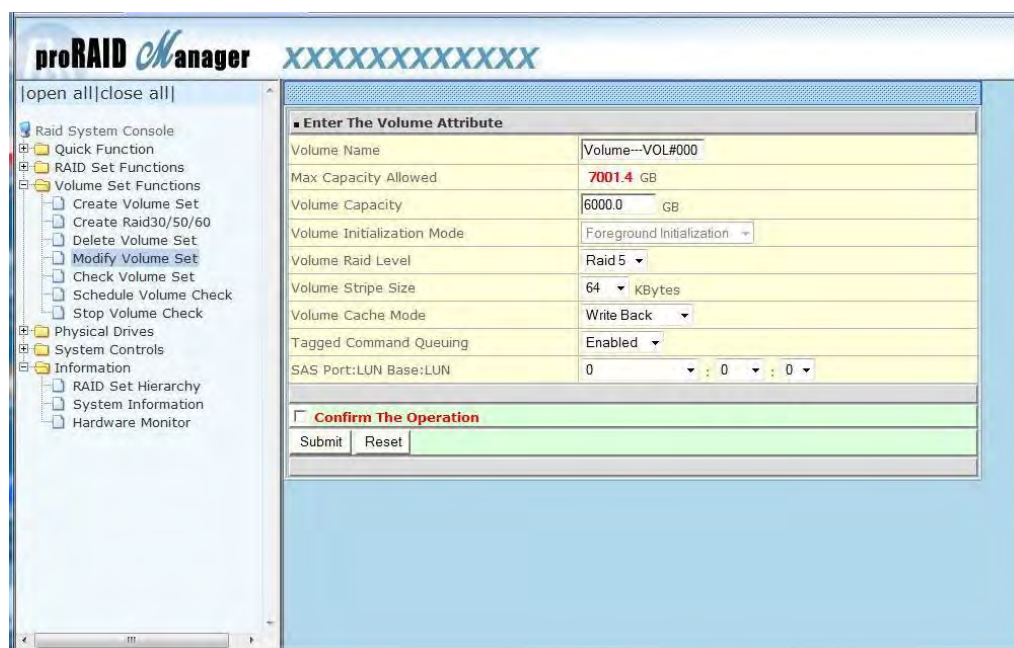 proRAID Manager XXXXXXXXXXXX
|open all|close all|
Raid System Console
Quick Function
RAID Set Functions
Volume Set Functions
Create Volume Set
Create Raid30/50/60
Delete Volume Set
Modify Volume Set
Check Volume Set
Schedule Volume Check
Stop Volume Check
Physical Drives
System Controls
Information
RAID Set Hierarchy
System Information
Hardware Monitor
Enter The Volume Attribute
Volume Name Volume---VOL#000
Max Capacity Allowed 7001.4 GB
Volume Capacity 6000.0 GB
Volume Initialization Mode Foreground Initialization
Volume Raid Level Raid 5
Volume Stripe Size 64 KBytes
Volume Cache Mode Write Back
Tagged Command Queuing Enabled
SAS Port:LUN Base:LUN 0 : 0 : 0
Confirm The Operation
Submit Reset